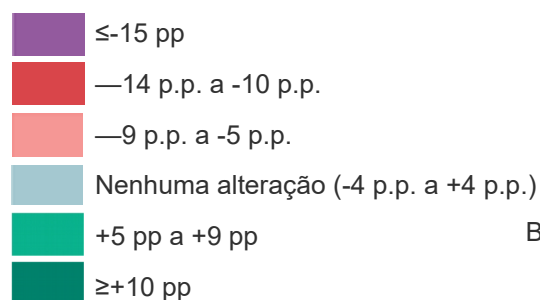 ≤-15 pp
—14 p.p. a -10 p.p.
—9 p.p. a -5 p.p.
Nenhuma alteração (-4 p.p. a +4 p.p.)
+5 pp a +9 pp
B
≥+10 pp